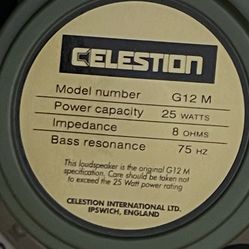 CELESTION
Model number G12 M
Power capacity 25 WATTS
Impedance 8 OHMS
Bass resonance 75 HZ
This loudspeaker is the original G12 M
specification. Care should be taken not
to exceed the 25 Watt power rating
CELESTION INTERNATIONAL LTD.
IPSWICH, ENGLAND